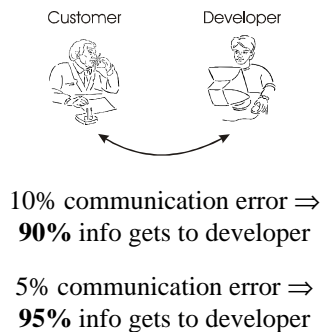 Customer Developer
10% communication error ⇒
90% info gets to developer
5% communication error ⇒
95% info gets to developer